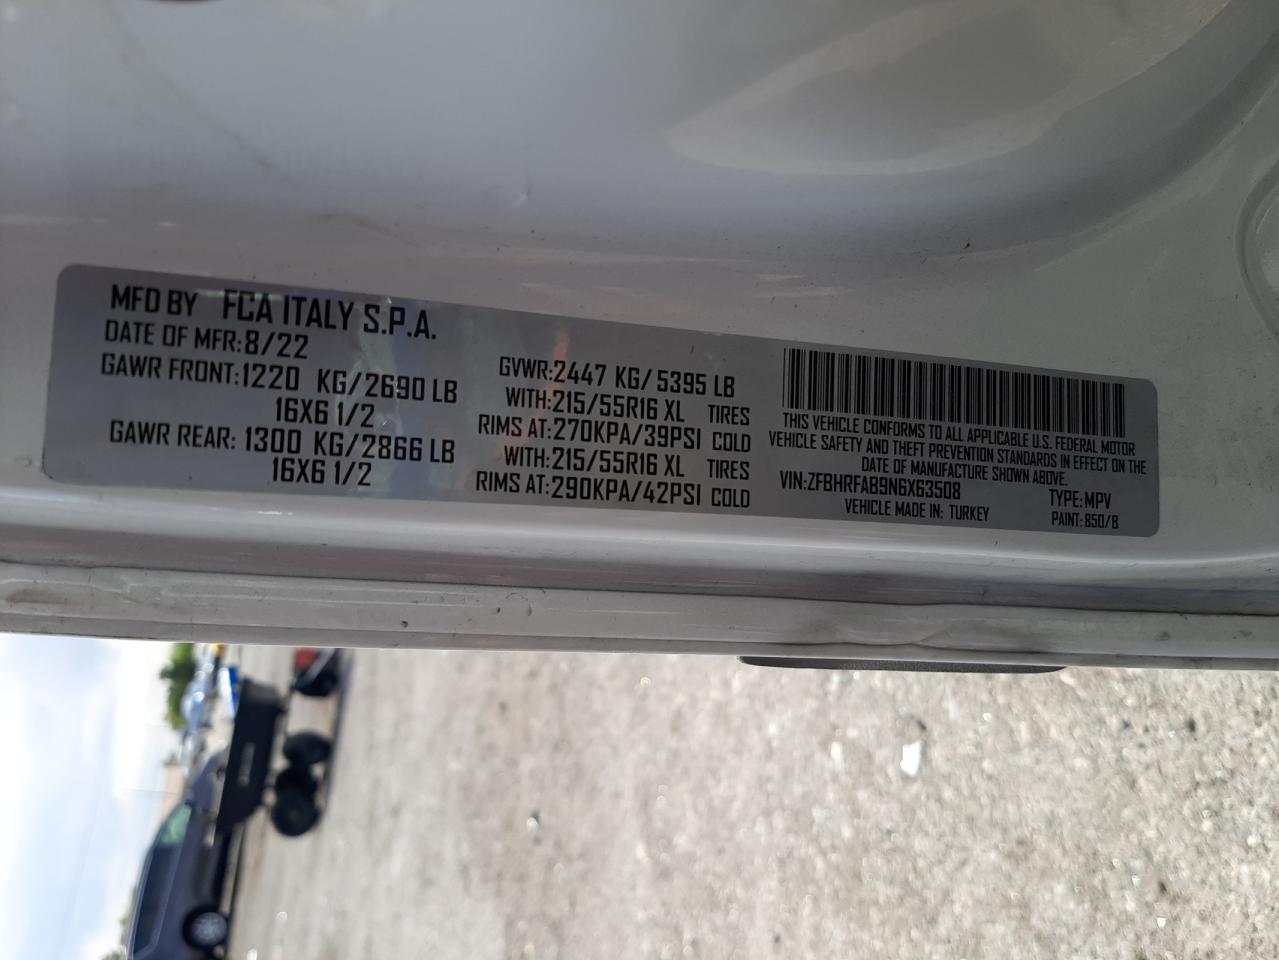 MFD BY FCA ITALY S.P.A.
DATE OF MFR:8/22
GAWR FRONT:1220 KG/2690 LB
16X6 1/2
GAWR REAR: 1300 KG/2866 LB
16X6 1/2
GVWR:2447 KG/5395 LB
WITH:215/55R16 XL TIRES
RIMS AT:270KPA/39PSI COLD
WITH:215/55R16 XL TIRES
RIMS AT:290KPA/42PSI COLD
THIS VEHICLE CONFORMS TO ALL APPLICABLE U.S. FEDERAL MOTOR
VEHICLE SAFETY AND THEFT PREVENTION STANDARDS IN EFFECT ON THE
DATE OF MANUFACTURE SHOWN ABOVE.
VIN:ZFBHRFAB9N6X63508 TYPE:MPV
VEHICLE MADE IN: TURKEY PAINT:850/B